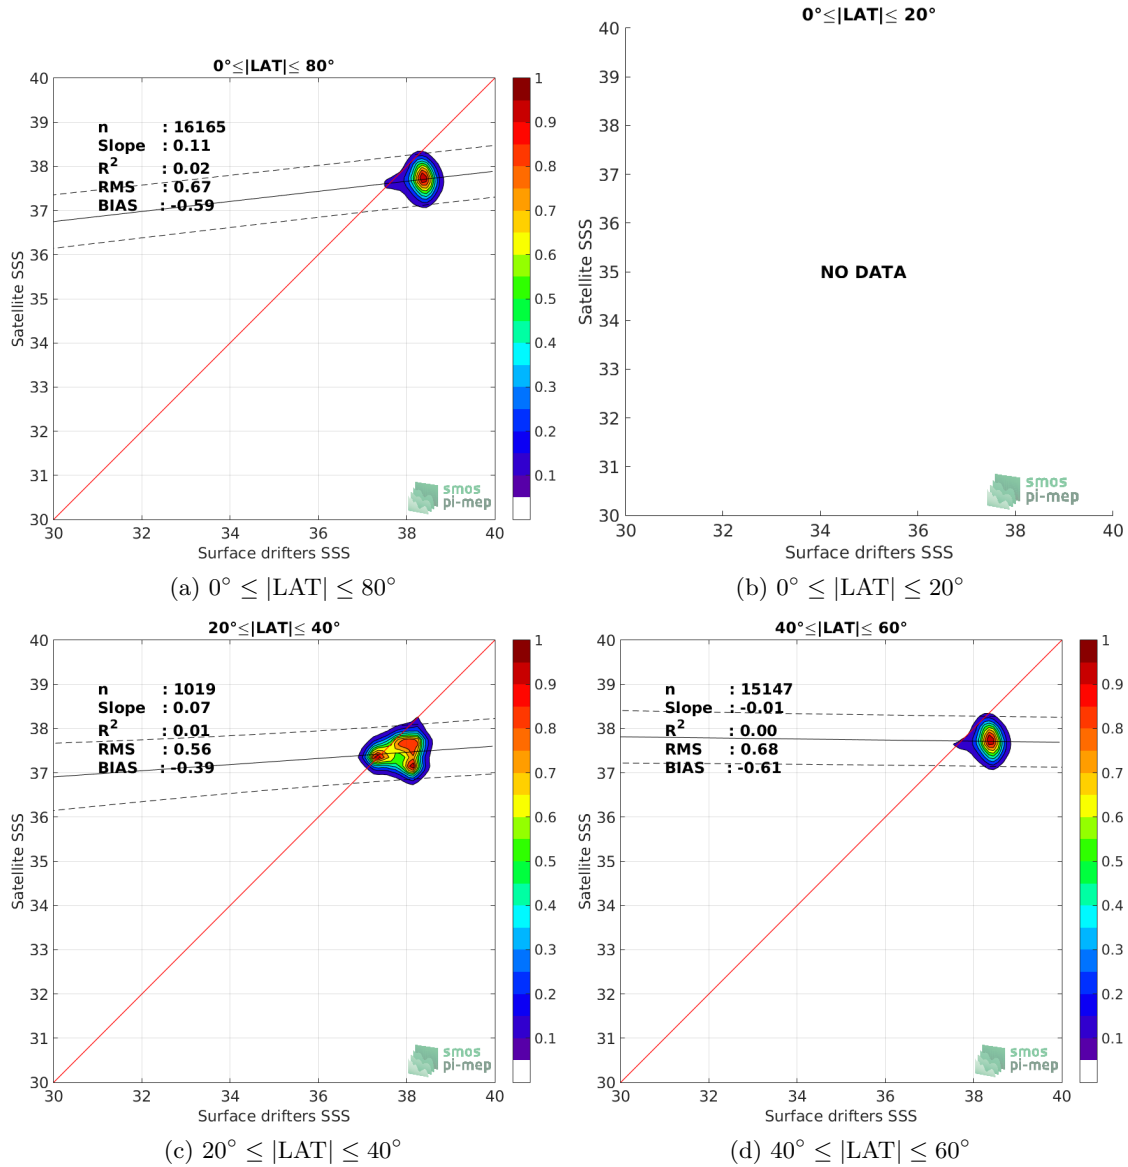 0°≤|LAT|≤ 80°
40
39
38
37
36
35
34
33
32
31
30
Satellite SSS
n : 16165
Slope : 0.11
R2 : 0.02
RMS : 0.67
BIAS : -0.59
smos
pi-mep
30 32 34 36 38 40
Surface drifters SSS
1
0.9
0.8
0.7
0.6
0.5
0.4
0.3
0.2
0.1
(a) 0° ≤ |LAT| ≤ 80°
0°≤|LAT|≤ 20°
40
39
38
37
36
35
34
33
32
31
30
Satellite SSS
NO DATA
smos
pi-mep
30 32 34 36 38 40
Surface drifters SSS
(b) 0° ≤ |LAT| ≤ 20°
20°≤|LAT|≤ 40°
40
39
38
37
36
35
34
33
32
31
30
Satellite SSS
n : 1019
Slope : 0.07
R2 : 0.01
RMS : 0.56
BIAS : -0.39
smos
pi-mep
30 32 34 36 38 40
Surface drifters SSS
1
0.9
0.8
0.7
0.6
0.5
0.4
0.3
0.2
0.1
(c) 20° ≤ |LAT| ≤ 40°
40°≤|LAT|≤ 60°
40
39
38
37
36
35
34
33
32
31
30
Satellite SSS
n : 15147
Slope : -0.01
R2 : 0.00
RMS : 0.68
BIAS : -0.61
smos
pi-mep
30 32 34 36 38 40
Surface drifters SSS
1
0.9
0.8
0.7
0.6
0.5
0.4
0.3
0.2
0.1
(d) 40° ≤ |LAT| ≤ 60°